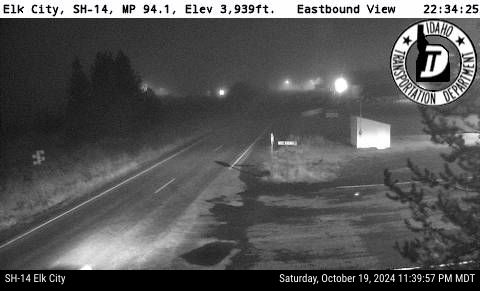 Elk City, SH-14, MP 94.1, Elev 3,939ft. Eastbound View 22:34:25
IDAHO
TRANSPORTATION DEPARTMENT
SH-14 Elk City Saturday, October 19, 2024 11:39:57 PM MDT